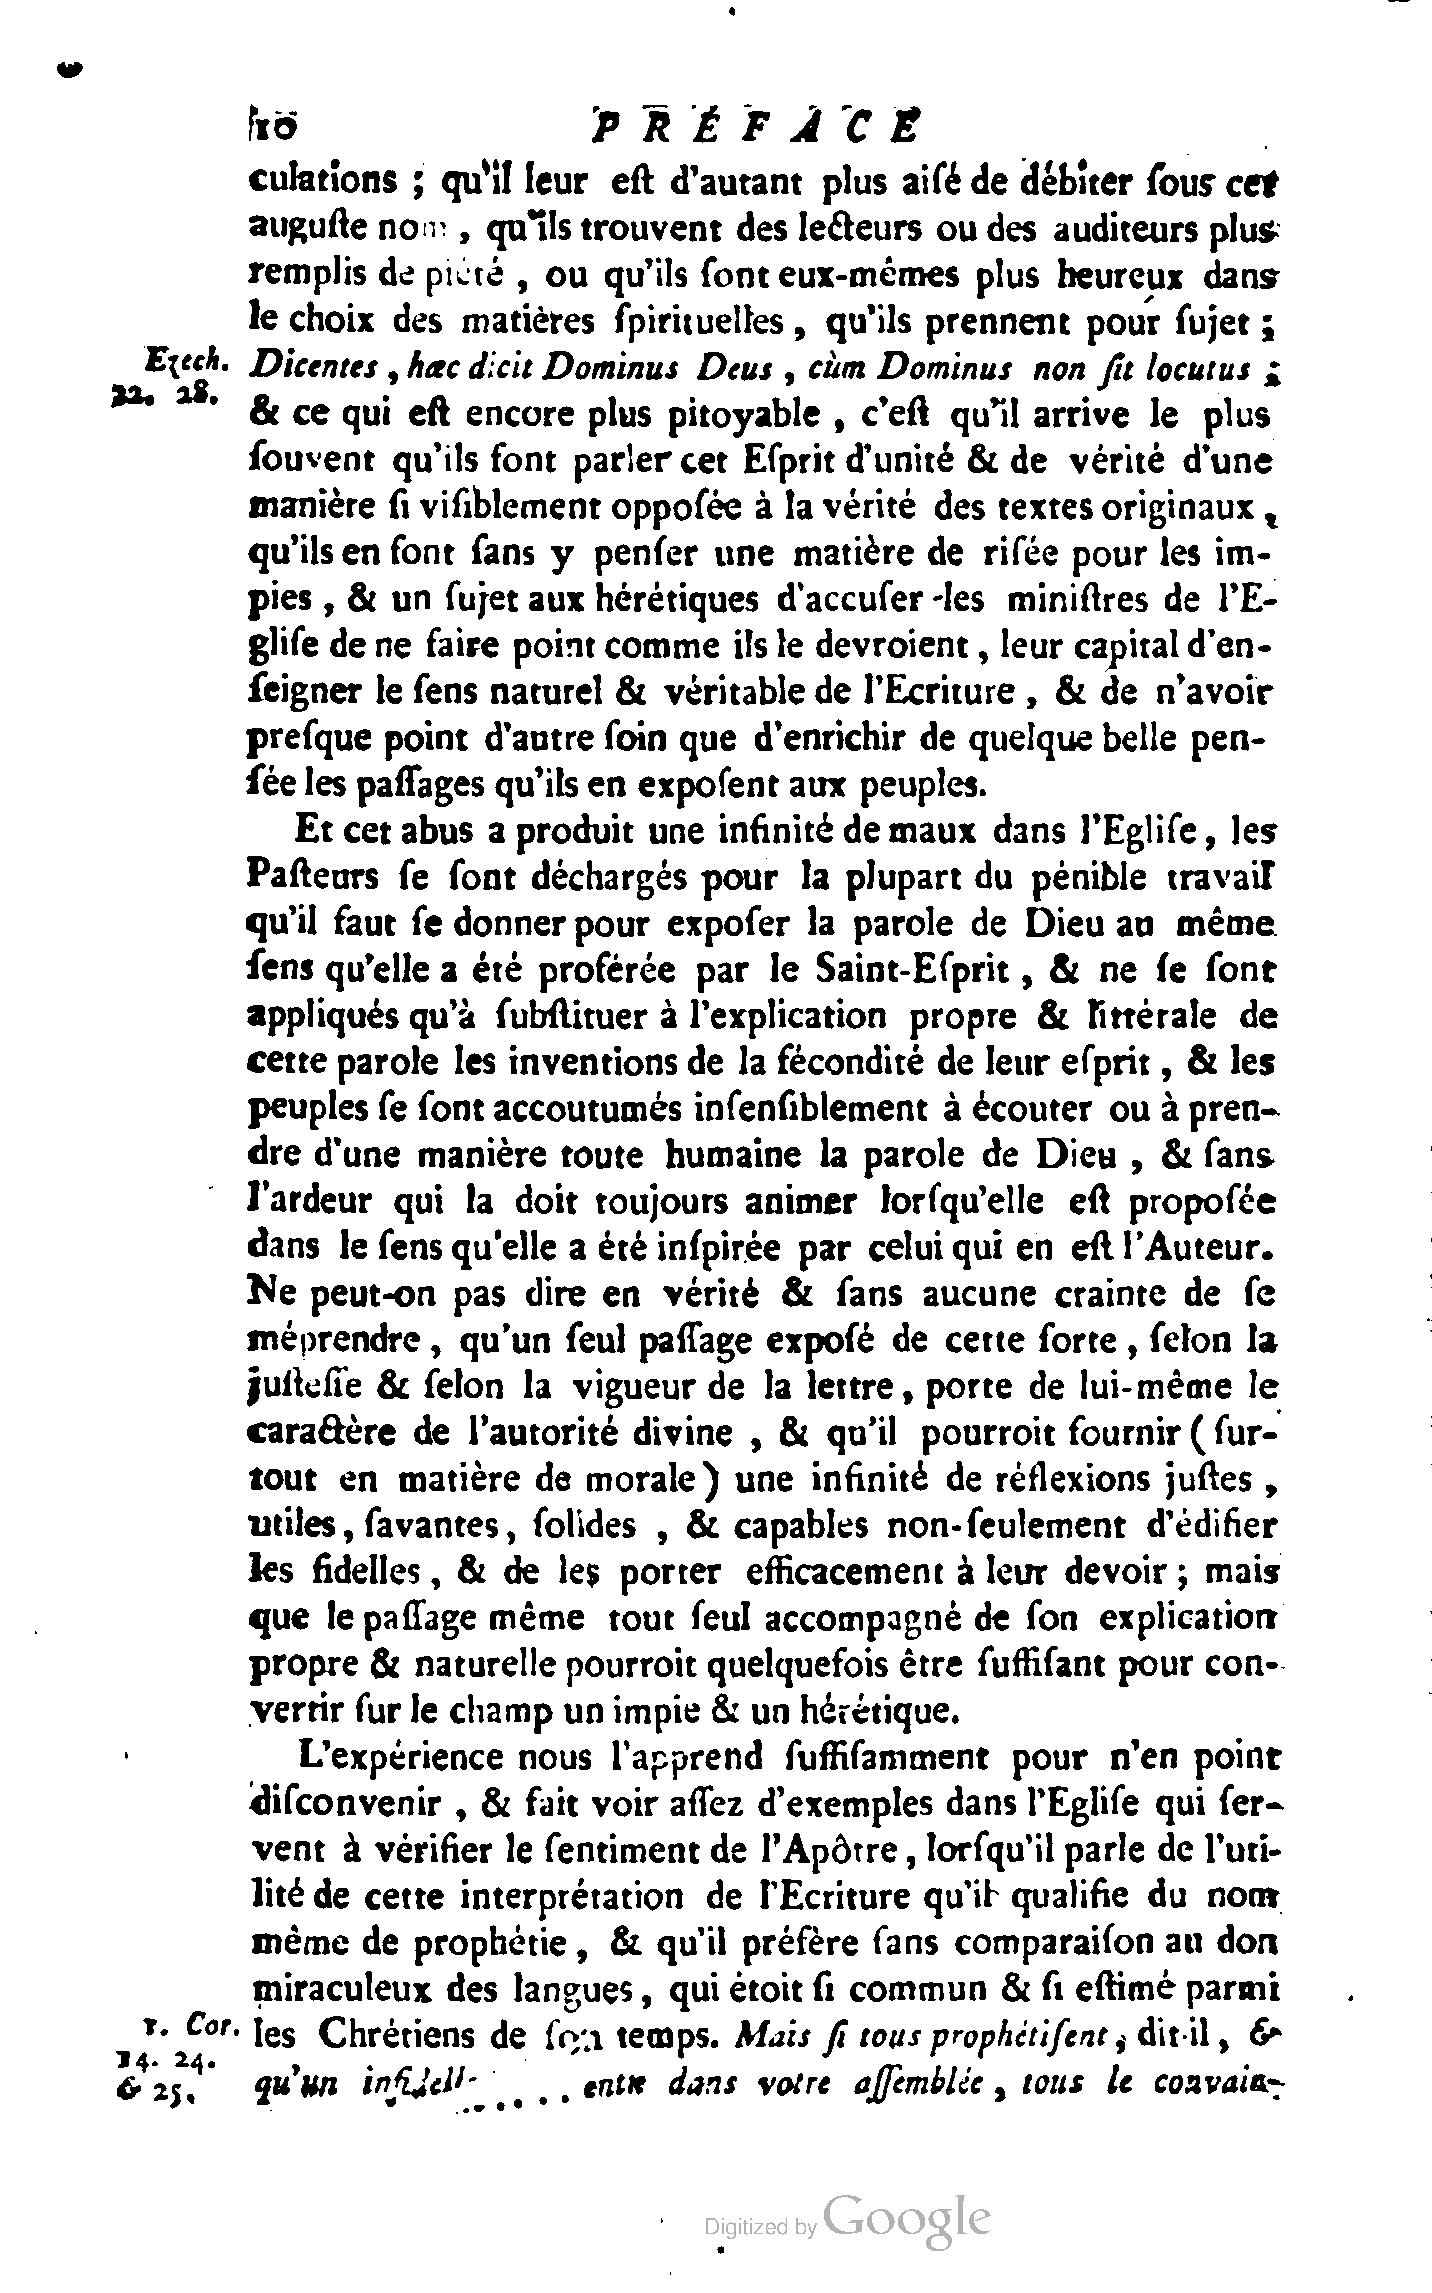 10 PRÉFACE
culations ; qu'il leur eſt d'autant plus aiſé de débiter ſous cet
auguſte nom , qu'ils trouvent des lecteurs ou des auditeurs plus
remplis de piété , ou qu'ils ſont eux-mêmes plus heureux dans
le choix des matières ſpirituelles , qu'ils prennent pour ſujet ;
Ezech. 22. 28.
Dicentes , hæc dicit Dominus Deus , cùm Dominus non ſit locutus ;
& ce qui eſt encore plus pitoyable , c'eſt qu'il arrive le plus
ſouvent qu'ils font parler cet Eſprit d'unité & de vérité d'une
manière ſi viſiblement oppoſée à la vérité des textes originaux ,
qu'ils en font ſans y penſer une matière de riſée pour les im-
pies , & un ſujet aux hérétiques d'accuſer les miniſtres de l'E-
gliſe de ne faire point comme ils le devroient , leur capital d'en-
ſeigner le ſens naturel & véritable de l'Ecriture , & de n'avoir
preſque point d'autre ſoin que d'enrichir de quelque belle pen-
ſée les paſſages qu'ils en expoſent aux peuples.
Et cet abus a produit une infinité de maux dans l'Egliſe , les
Paſteurs ſe ſont déchargés pour la plupart du pénible travail
qu'il faut ſe donner pour expoſer la parole de Dieu au même
ſens qu'elle a été proférée par le Saint-Eſprit , & ne ſe ſont
appliqués qu'à ſubſtituer à l'explication propre & littérale de
cette parole les inventions de la fécondité de leur eſprit , & les
peuples ſe ſont accoutumés inſenſiblement à écouter ou à pren-
dre d'une manière toute humaine la parole de Dieu , & ſans
l'ardeur qui la doit toujours animer lorſqu'elle eſt propoſée
dans le ſens qu'elle a été inſpirée par celui qui en eſt l'Auteur.
Ne peut-on pas dire en vérité & ſans aucune crainte de ſe
méprendre , qu'un ſeul paſſage expoſé de cette ſorte , ſelon la
juſteſſe & ſelon la vigueur de la lettre , porte de lui-même le
caractère de l'autorité divine , & qu'il pourroit fournir ( ſur-
tout en matière de morale ) une infinité de réflexions juſtes ,
utiles , ſavantes , ſolides , & capables non-ſeulement d'édifier
les fidelles , & de les porter efficacement à leur devoir ; mais
que le paſſage même tout ſeul accompagné de ſon explication
propre & naturelle pourroit quelquefois être ſuffiſant pour con-
vertir ſur le champ un impie & un hérétique.
L'expérience nous l'apprend ſuffiſamment pour n'en point
diſconvenir , & fait voir aſſez d'exemples dans l'Egliſe qui ſer-
vent à vérifier le ſentiment de l'Apôtre , lorſqu'il parle de l'uti-
lité de cette interprétation de l'Ecriture qu'il qualifie du nom
même de prophétie , & qu'il préfère ſans comparaiſon au don
miraculeux des langues , qui étoit ſi commun & ſi eſtimé parmi
1. Cor. 14. 24. & 25.
les Chrétiens de ſon temps. Mais ſi tous prophétiſent , dit-il , &
qu'un infidelle . . . . entre dans votre aſſemblée , tous le convain-
Digitized by Google